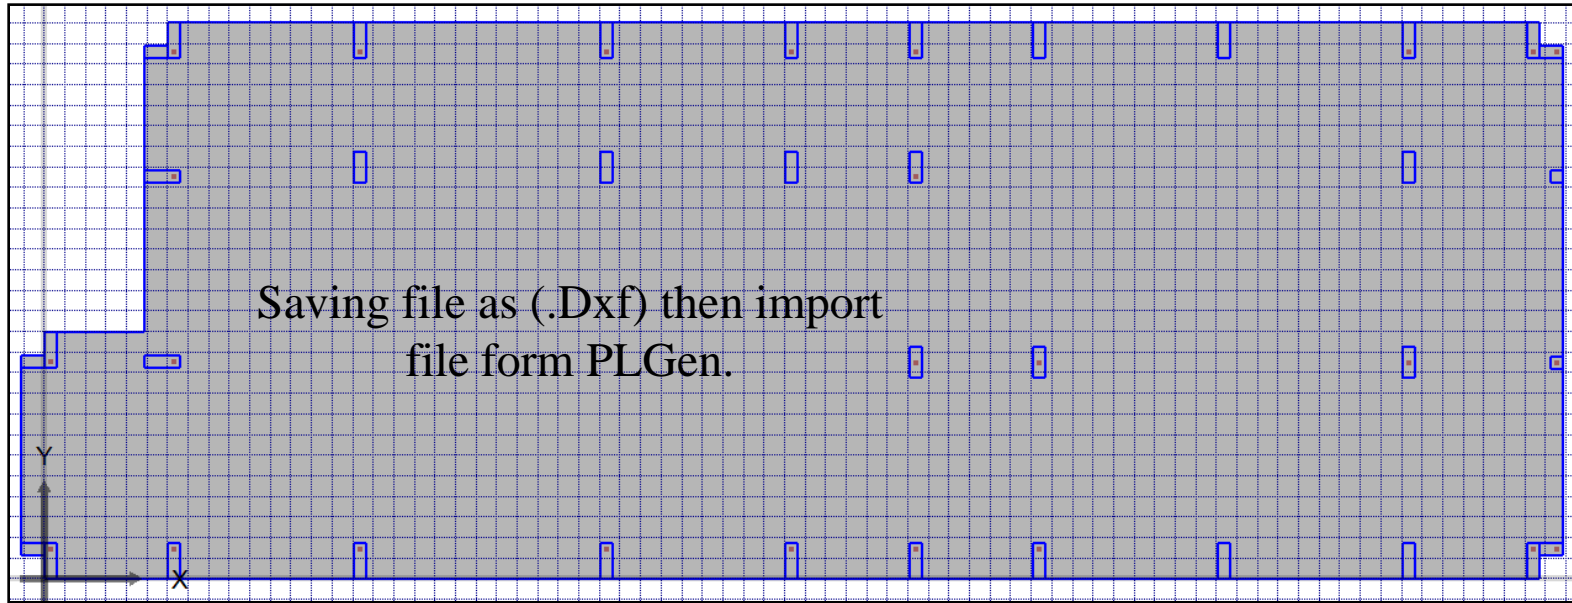 Saving file as (.Dxf) then import
file form PLGen.
Y
X